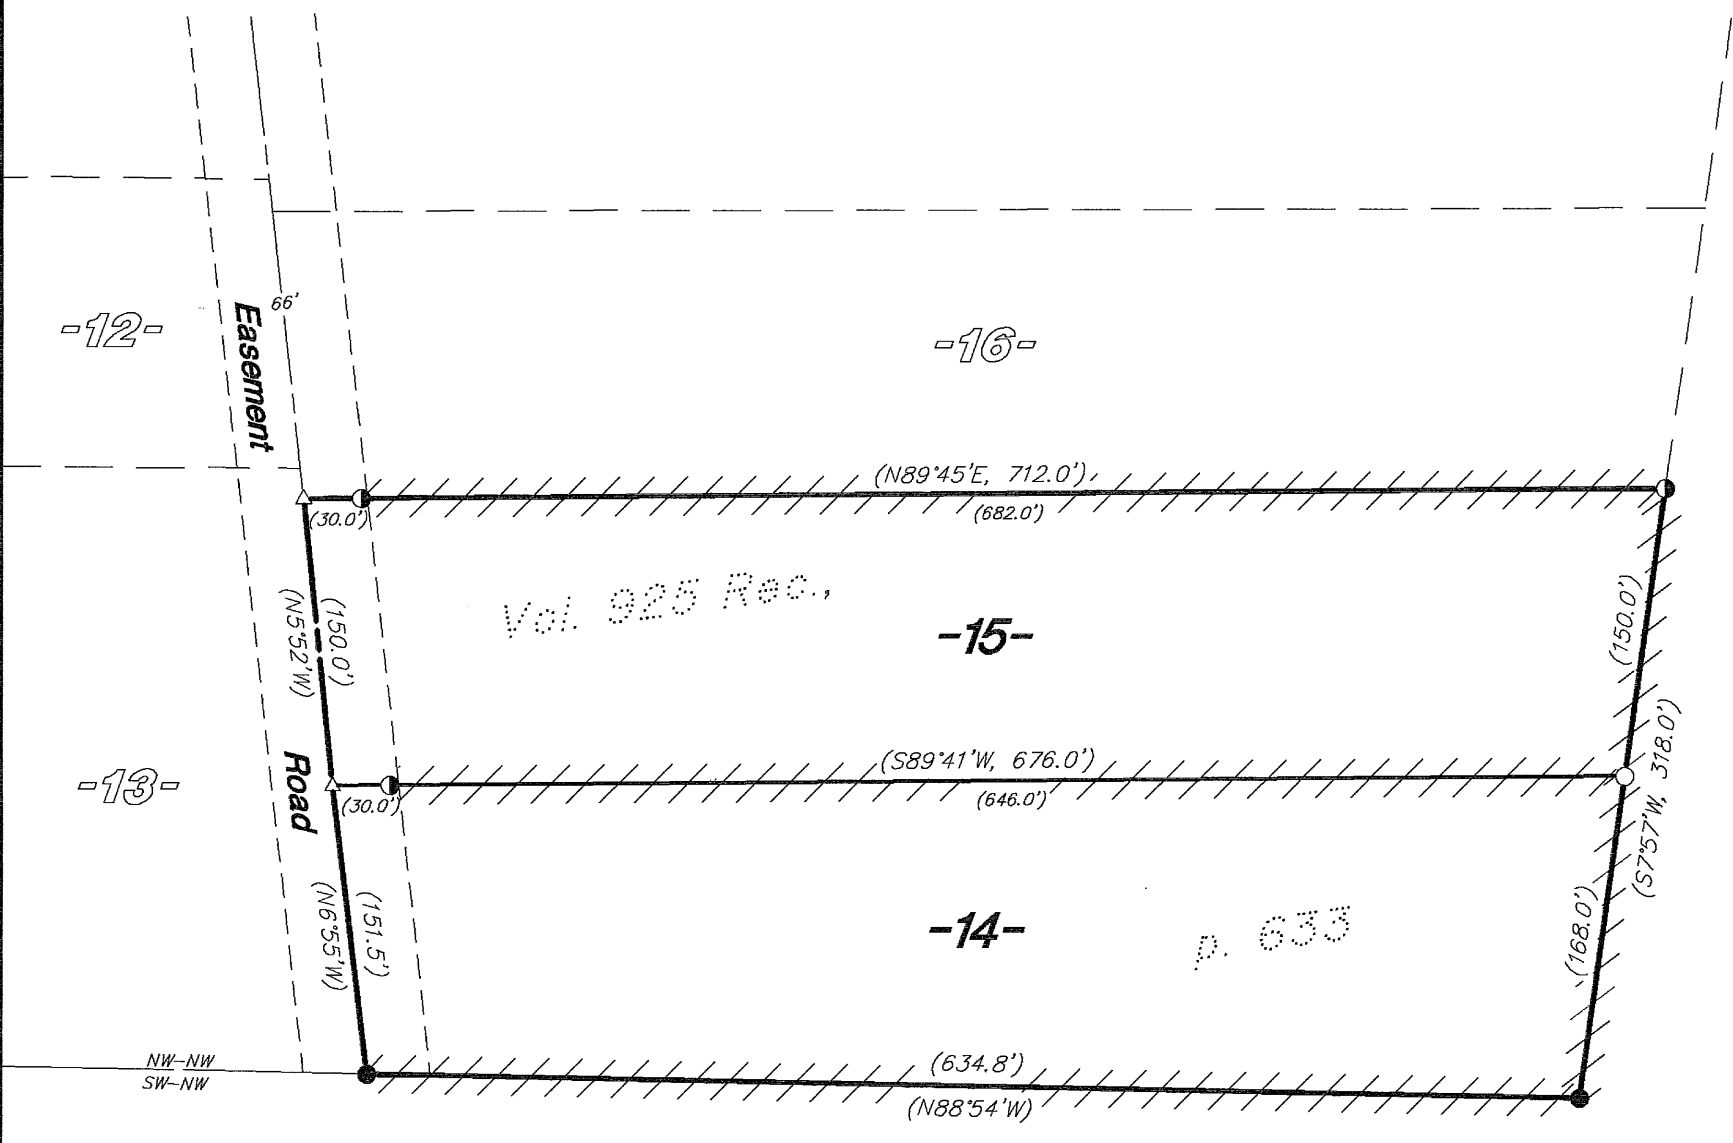 66'
Easement
-12-
-16-
(N89°45'E, 712.0')
(30.0')
(682.0')
Vol. 925 Rec.,
(150.0')
(N5°52'W)
-15-
(150.0')
(S7°57'W, 318.0')
(S89°41'W, 676.0')
(30.0')
(646.0')
-13-
Road
(151.5')
(N6°55'W)
-14-
p. 633
(168.0')
NW-NW
SW-NW
(634.8')
(N88°54'W)